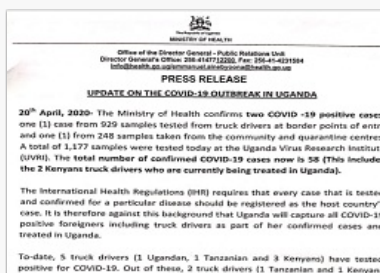 The Republic of Uganda
MINISTRY OF HEALTH
Office of the Director General - Public Relations Unit
Director General's Office: 256-414
PRESS RELEASE
UPDATE ON THE COVID-19 OUTBREAK IN UGANDA
20th April, 2020- The Ministry of Health confirms two COVID -19 positive cases
one (1) case from 929 samples tested from truck drivers at border points of entr
and one (1) from 248 samples taken from the community and quarantine centres
A total of 1,177 samples were tested today at the Uganda Virus Research Institut
(UVRI). The total number of confirmed COVID-19 cases now is 58 (This include
the 2 Kenyans truck drivers who are currently being treated in Uganda).
The International Health Regulations (IHR) requires that every case that is tested
and confirmed for a particular disease should be registered as the host country'
case. It is therefore against this background that Uganda will capture all COVID-1
positive foreigners including truck drivers as part of her confirmed cases and
treated in Uganda.
To-date, 5 truck drivers (1 Ugandan, 1 Tanzanian and 3 Kenyans) have tested
positive for COVID-19. Out of these, 2 truck drivers (1 Tanzanian and 1 Kenyan